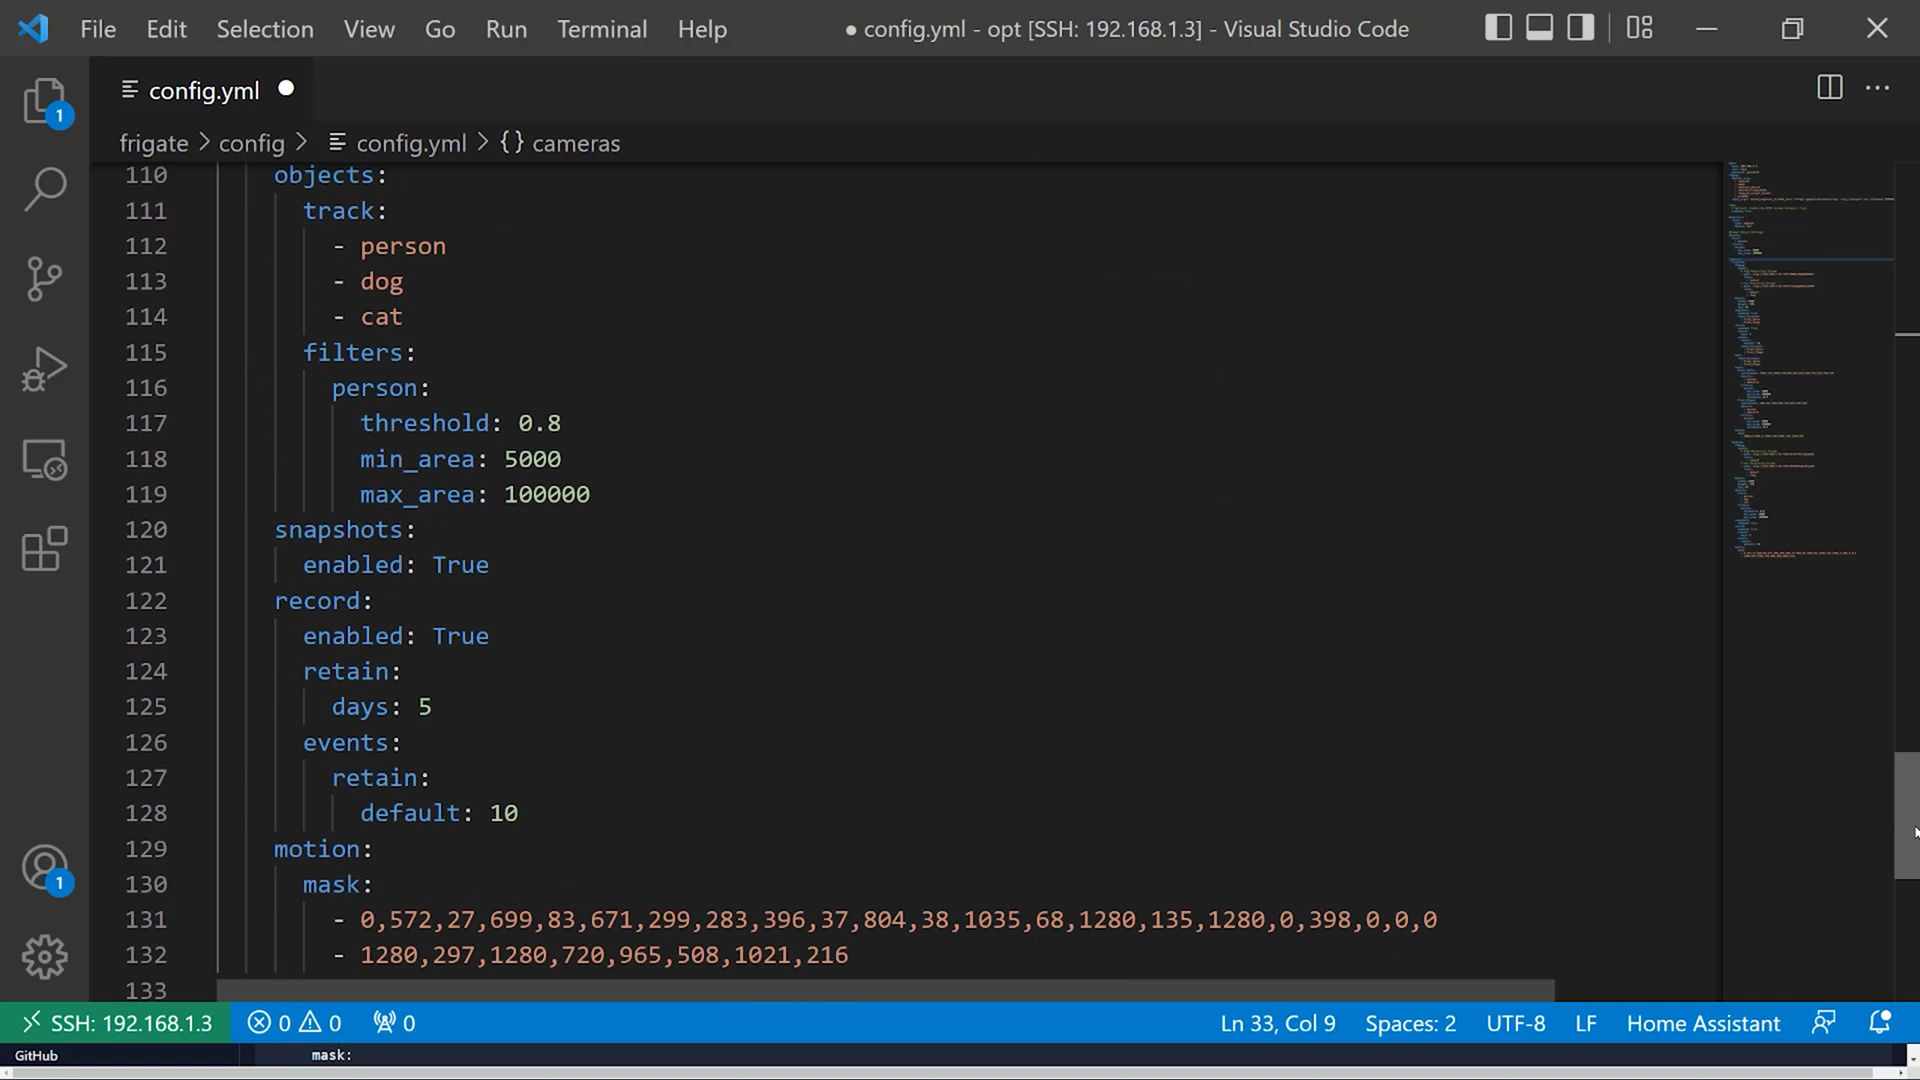 File Edit Selection View Go Run Terminal Help ● config.yml - opt [SSH: 192.168.1.3] - Visual Studio Code
config.yml
frigate > config > config.yml > {} cameras
110 objects:
111 track:
112 - person
113 - dog
114 - cat
115 filters:
116 person:
117 threshold: 0.8
118 min_area: 5000
119 max_area: 100000
120 snapshots:
121 enabled: True
122 record:
123 enabled: True
124 retain:
125 days: 5
126 events:
127 retain:
128 default: 10
129 motion:
130 mask:
131 - 0,572,27,699,83,671,299,283,396,37,804,38,1035,68,1280,135,1280,0,398,0,0,0
132 - 1280,297,1280,720,965,508,1021,216
133
1
1
SSH: 192.168.1.3 0 0 0 Ln 33, Col 9 Spaces: 2 UTF-8 LF Home Assistant
GitHub mask: